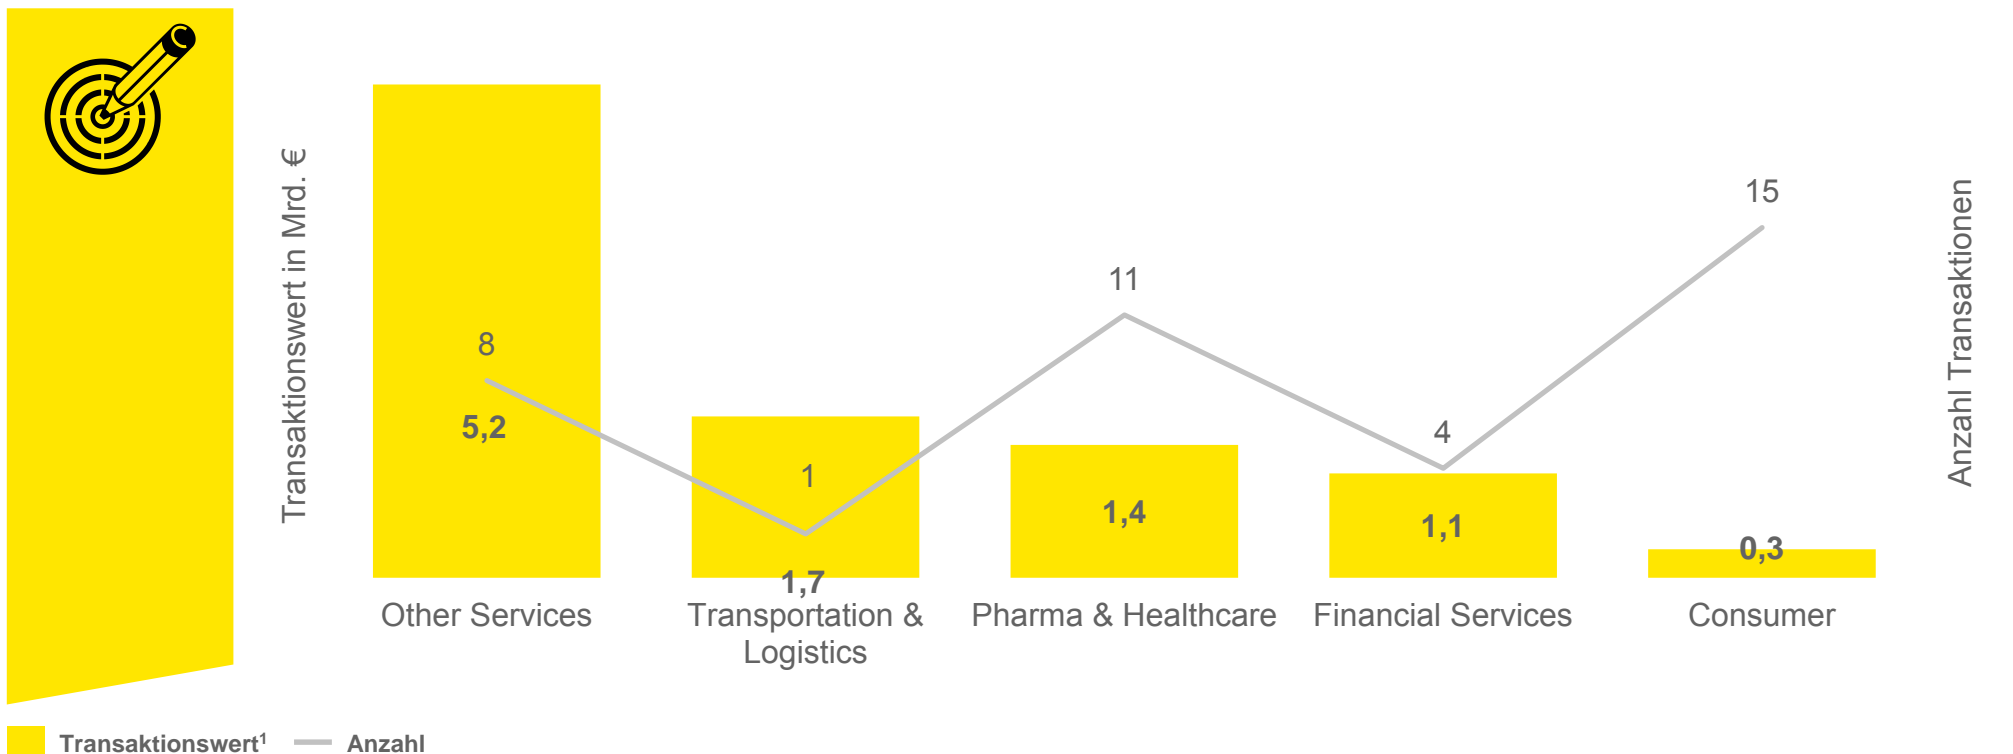 Transaktionswert in Mrd. €
8
5,2
1
1,7
11
1,4
4
1,1
15
0,3
Anzahl Transaktionen
Other Services
Transportation &
Logistics
Pharma & Healthcare
Financial Services
Consumer
Transaktionswert¹
Anzahl